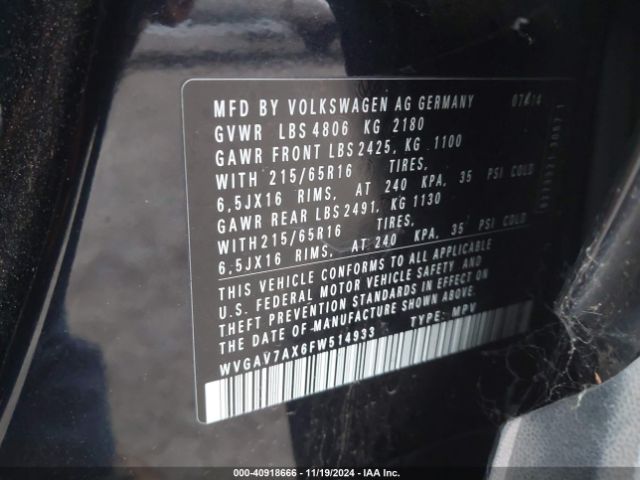 MFD BY VOLKSWAGEN AG GERMANY 07/14
GVWR LBS 4806 KG 2180
GAWR FRONT LBS 2425, KG 1100
WITH 215/65R16 TIRES,
6,5JX16 RIMS, AT 240 KPA, 35 PSI COLD
GAWR REAR LBS 2491, KG 1130
WITH 215/65R16 TIRES,
6,5JX16 RIMS, AT 240 KPA, 35 PSI COLD
THIS VEHICLE CONFORMS TO ALL APPLICABLE
U.S. FEDERAL MOTOR VEHICLE SAFETY AND
THEFT PREVENTION STANDARDS IN EFFECT ON
THE DATE OF MANUFACTURE SHOWN ABOVE.
WVGAV7AX6FW514933 TYPE: MPV
000-40918666 - 11/19/2024 - IAA Inc.